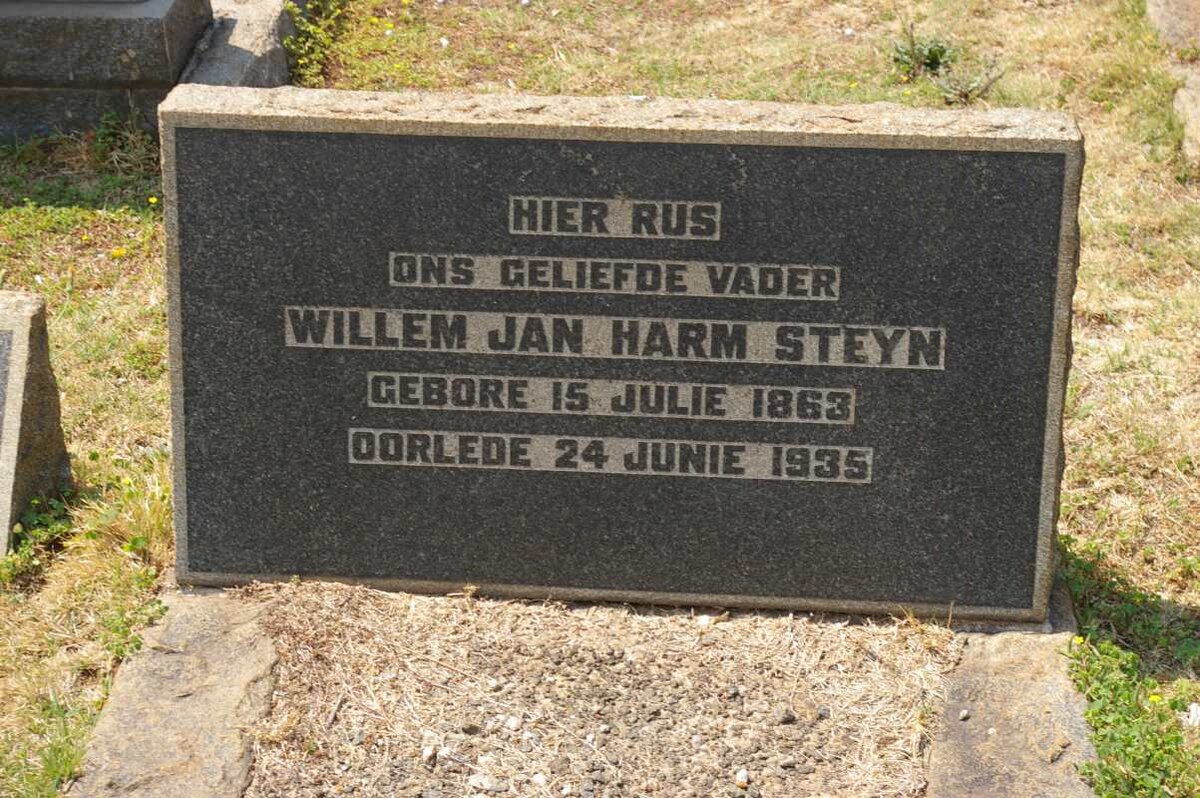 HIER RUS
ONS GELIEFDE VADER
WILLEM JAN HARM STEYN
GEBORE 15 JULIE 1863
OORLEDE 24 JUNIE 1935